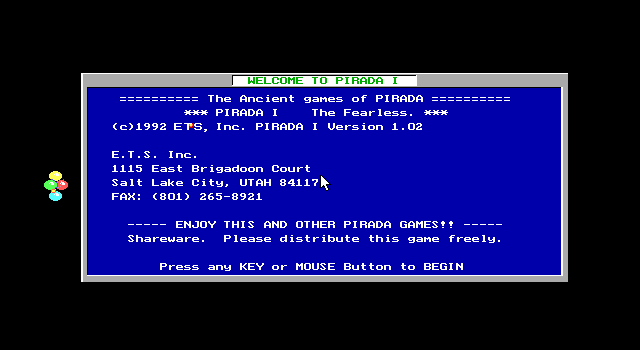 WELCOME TO PIRADA I
========== The Ancient games of PIRADA ==========
*** PIRADA I    The Fearless. ***
(c)1992 ETS, Inc. PIRADA I Version 1.02
E.T.S. Inc.
1115 East Brigadoon Court
Salt Lake City, UTAH 84117
FAX: (801) 265-8921
----- ENJOY THIS AND OTHER PIRADA GAMES!! -----
Shareware.  Please distribute this game freely.
Press any KEY or MOUSE Button to BEGIN